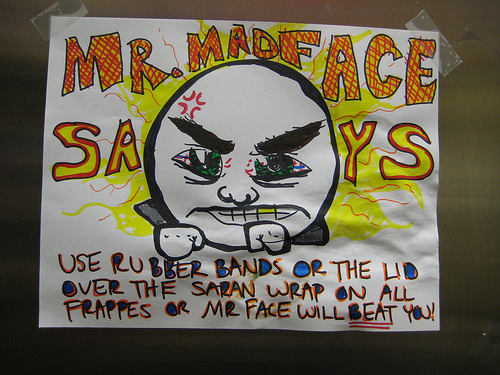 MR. MADFACE
SAYS
USE RUBBER BANDS OR THE LID
OVER THE SARAN WRAP ON ALL
FRAPPES OR MR FACE WILL BEAT YOU!